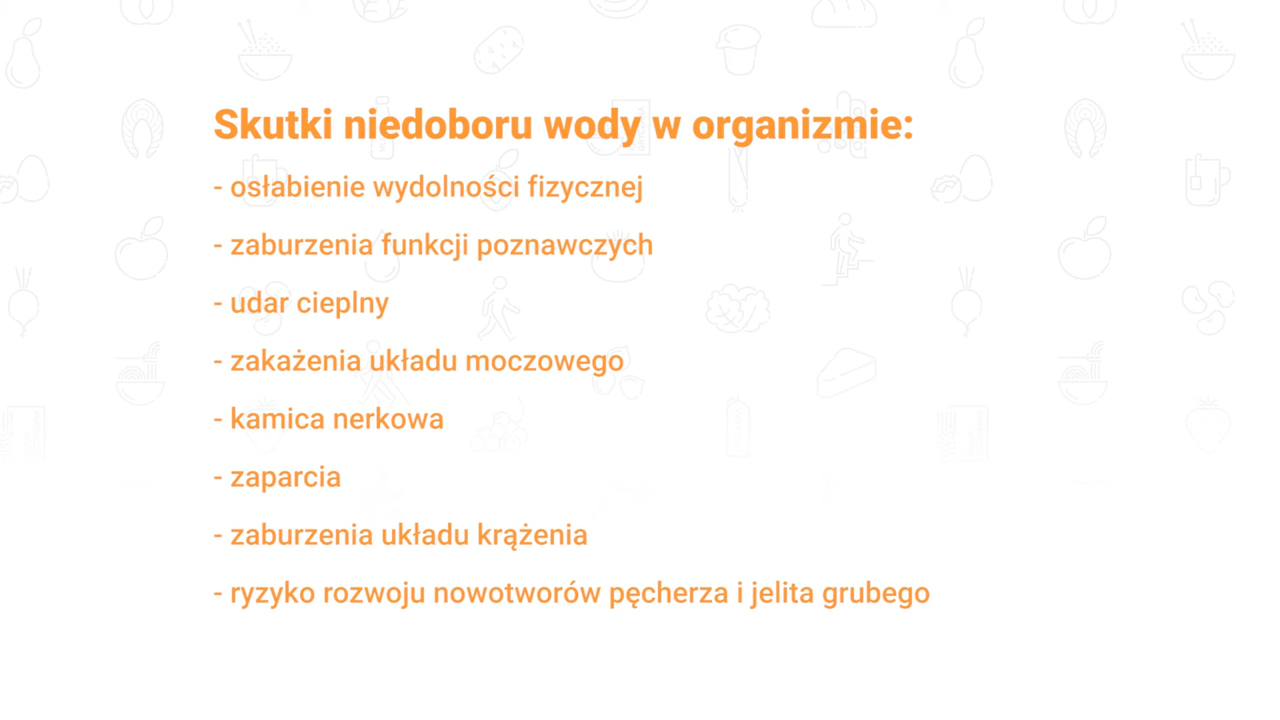 Skutki niedoboru wody w organizmie:
- osłabienie wydolności fizycznej
- zaburzenia funkcji poznawczych
- udar cieplny
- zakażenia układu moczowego
- kamica nerkowa
- zaparcia
- zaburzenia układu krążenia
- ryzyko rozwoju nowotworów pęcherza i jelita grubego